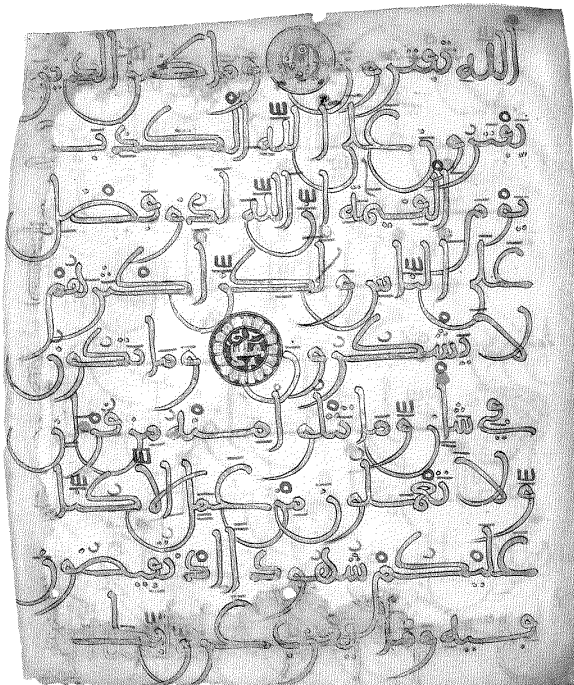 الله تفترون وما ظن الذين
يفترون على الله الكذب
يوم القيمة ان الله لذو فضل
على الناس ولكن اكثرهم
لا يشكرون وما تكون
في شان وما تتلوا منه من قرءان
ولا تعملون من عمل الا كنا
عليكم شهودا اذ تفيضون
فيه وما يعزب عن ربك